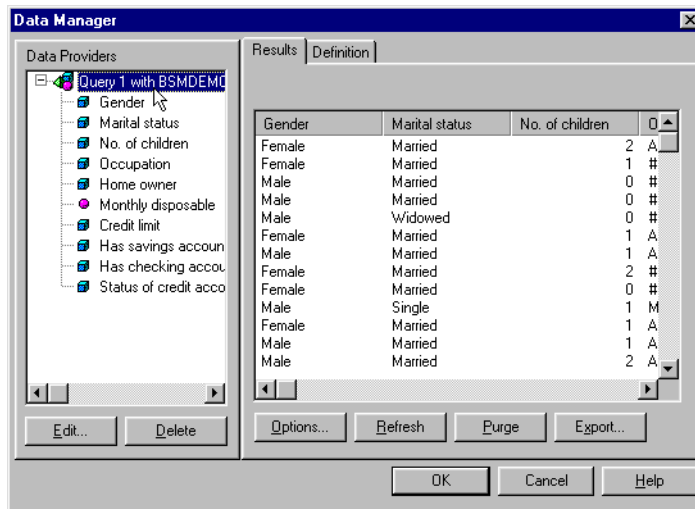 Data Manager
Data Providers
Query 1 with BSMDEMO
Gender
Marital status
No. of children
Occupation
Home owner
Monthly disposable
Credit limit
Has savings accoun
Has checking accou
Status of credit acco
Edit... Delete
Results Definition
Gender Marital status No. of children O
Female Married 2 A
Female Married 1 #
Male Married 0 #
Male Married 0 #
Male Widowed 0 #
Female Married 1 A
Male Married 1 A
Female Married 2 #
Female Married 0 #
Male Single 1 M
Female Married 1 A
Male Married 1 A
Male Married 2 A
Options... Refresh Purge Export...
OK Cancel Help